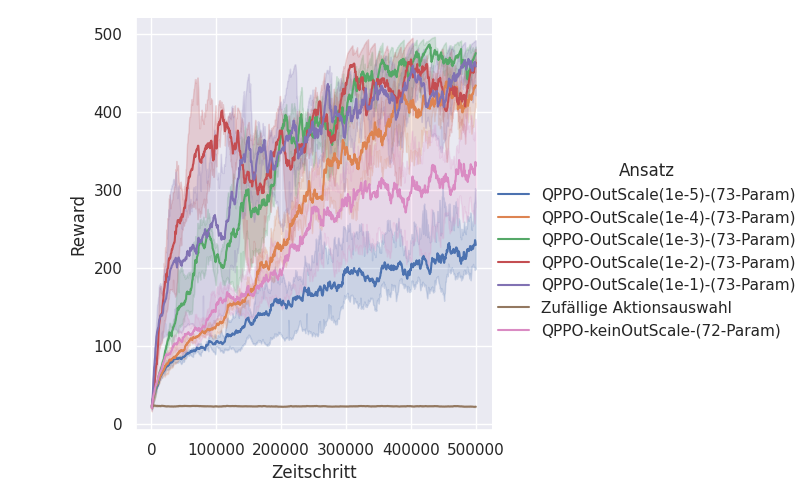 500
400
300
200
100
0
Reward
0
100000
200000
300000
400000
500000
Zeitschritt
Ansatz
QPPO-OutScale(1e-5)-(73-Param)
QPPO-OutScale(1e-4)-(73-Param)
QPPO-OutScale(1e-3)-(73-Param)
QPPO-OutScale(1e-2)-(73-Param)
QPPO-OutScale(1e-1)-(73-Param)
Zufällige Aktionsauswahl
QPPO-keinOutScale-(72-Param)